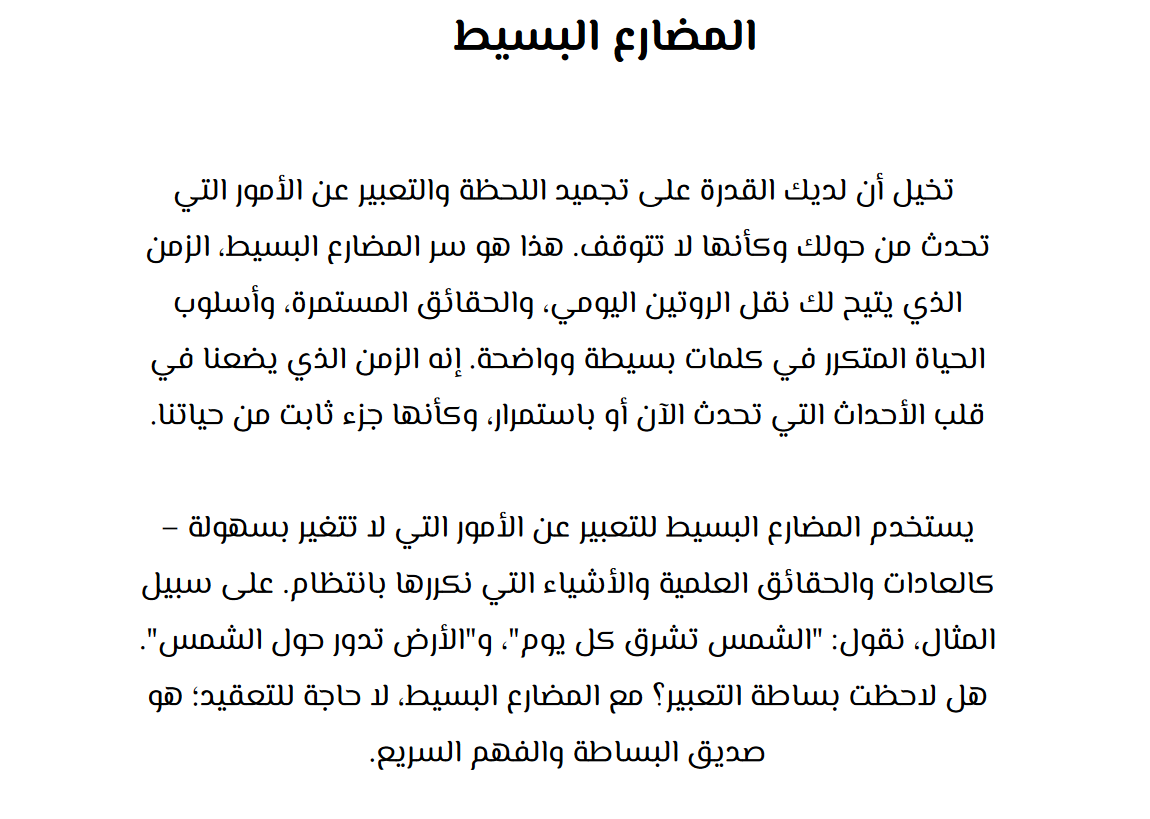 المضارع البسيط
تخيل أن لديك القدرة على تجميد اللحظة والتعبير عن الأمور التي
تحدث من حولك وكأنها لا تتوقف. هذا هو سر المضارع البسيط، الزمن
الذي يتيح لك نقل الروتين اليومي، والحقائق المستمرة، وأسلوب
الحياة المتكرر في كلمات بسيطة وواضحة. إنه الزمن الذي يضعنا في
قلب الأحداث التي تحدث الآن أو باستمرار، وكأنها جزء ثابت من حياتنا.
يستخدم المضارع البسيط للتعبير عن الأمور التي لا تتغير بسهولة –
كالعادات والحقائق العلمية والأشياء التي نكررها بانتظام. على سبيل
المثال، نقول: "الشمس تشرق كل يوم"، و"الأرض تدور حول الشمس".
هل لاحظت بساطة التعبير؟ مع المضارع البسيط، لا حاجة للتعقيد؛ هو
صديق البساطة والفهم السريع.